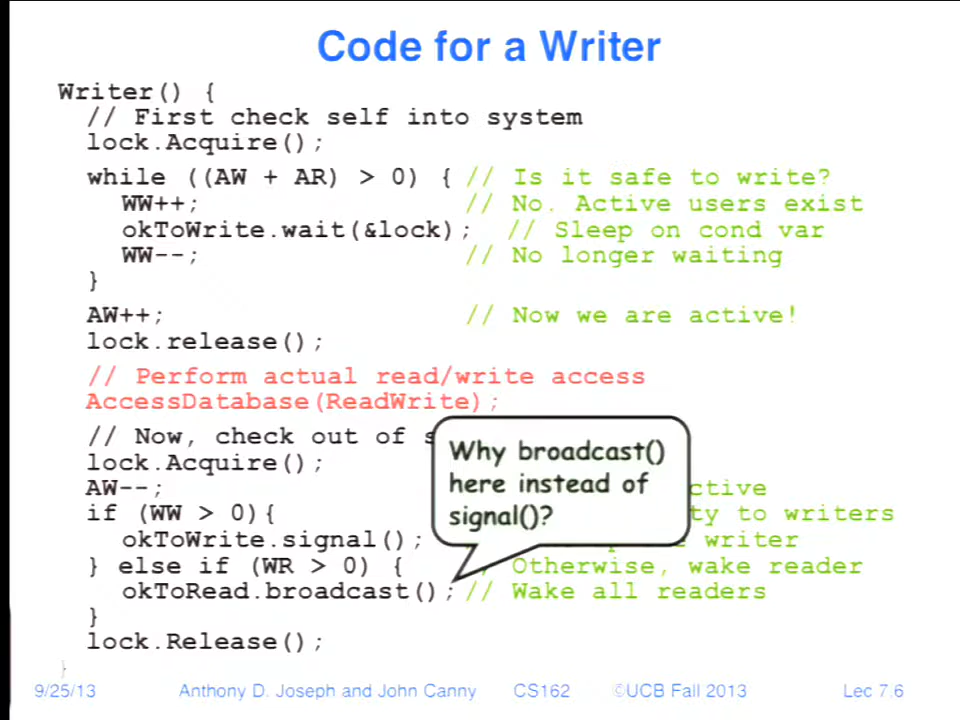 Code for a Writer
Writer() {
// First check self into system
lock.Acquire();
while ((AW + AR) > 0) { // Is it safe to write?
WW++; // No. Active users exist
okToWrite.wait(&lock); // Sleep on cond var
WW--; // No longer waiting
}
AW++; // Now we are active!
lock.release();
// Perform actual read/write access
AccessDatabase(ReadWrite);
// Now, check out of
lock.Acquire();
AW--;
if (WW > 0){ to writers
okToWrite.signal(); writer
} else if (WR > 0) { // Otherwise, wake reader
okToRead.broadcast(); // Wake all readers
}
lock.Release();
}
Why broadcast()
here instead of
signal()?
9/25/13 Anthony D. Joseph and John Canny CS162 ©UCB Fall 2013 Lec 7.6